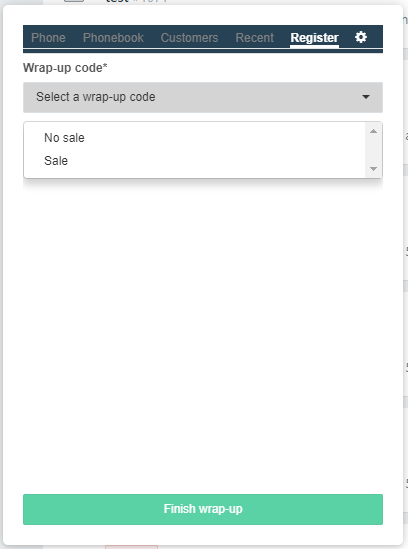 Phone Phonebook Customers Recent Register
Wrap-up code*
Select a wrap-up code
No sale
Sale
Finish wrap-up